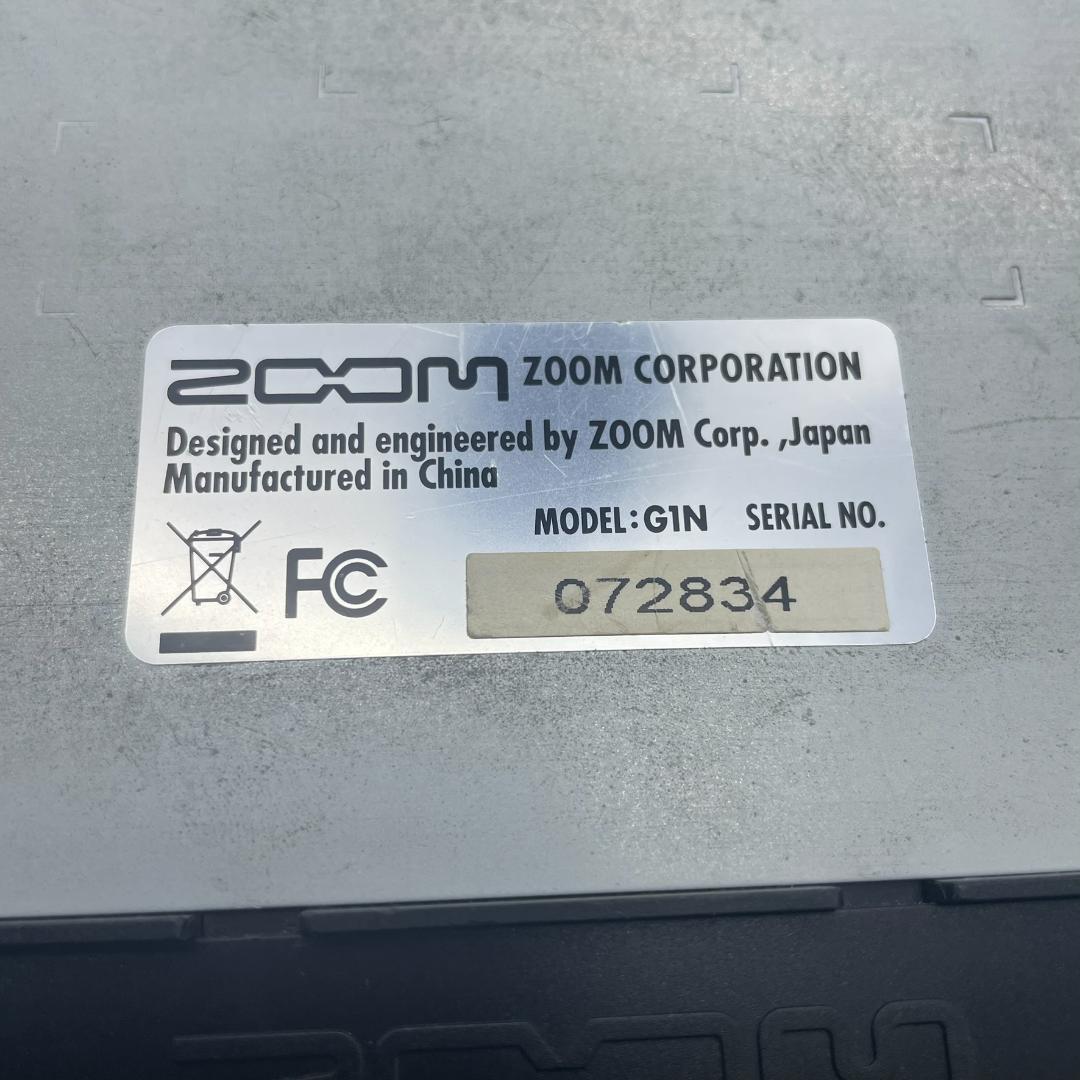 ZOOM ZOOM CORPORATION
Designed and engineered by ZOOM Corp. ,Japan
Manufactured in China
MODEL:G1N SERIAL NO.
FC
072834
ZOOM